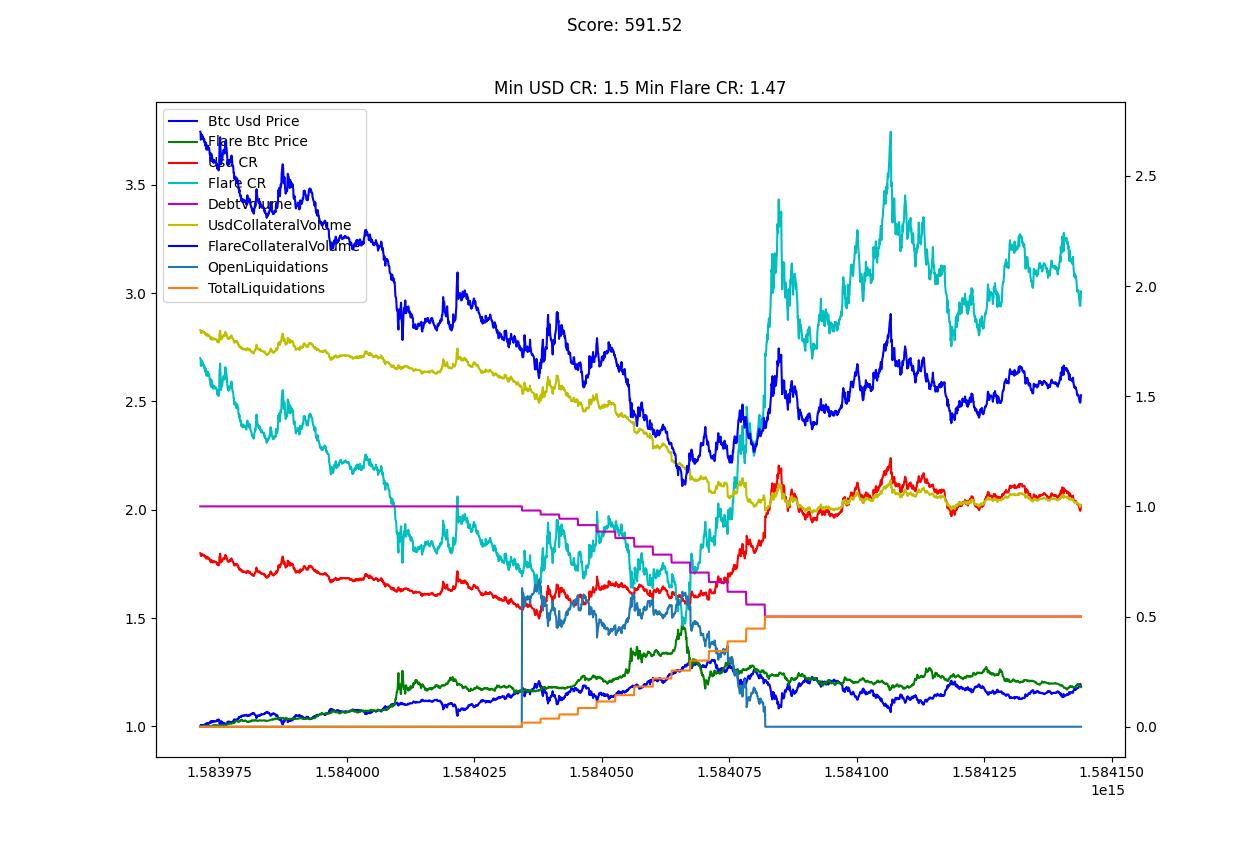 Score: 591.52
Min USD CR: 1.5 Min Flare CR: 1.47
Btc Usd Price
Flare Btc Price
Usd CR
Flare CR
DebtVolume
UsdCollateralVolume
FlareCollateralVolume
OpenLiquidations
TotalLiquidations
3.5
3.0
2.5
2.0
1.5
1.0
2.5
2.0
1.5
1.0
0.5
0.0
1.583975 1.584000 1.584025 1.584050 1.584075 1.584100 1.584125 1.584150
1e15